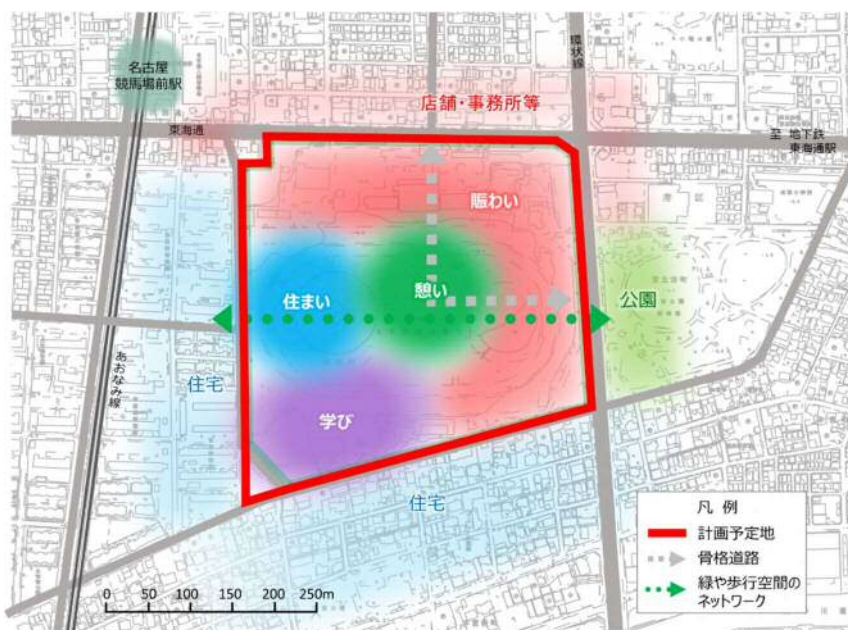 名古屋
競馬場前駅
環状線
店舗・事務所等
東海通
至 地下鉄
東海通駅
賑わい
住まい
憩い
公園
あおなみ線
住宅
学び
住宅
凡 例
計画予定地
骨格道路
緑や歩行空間の
ネットワーク
0 50 100 150 200 250m